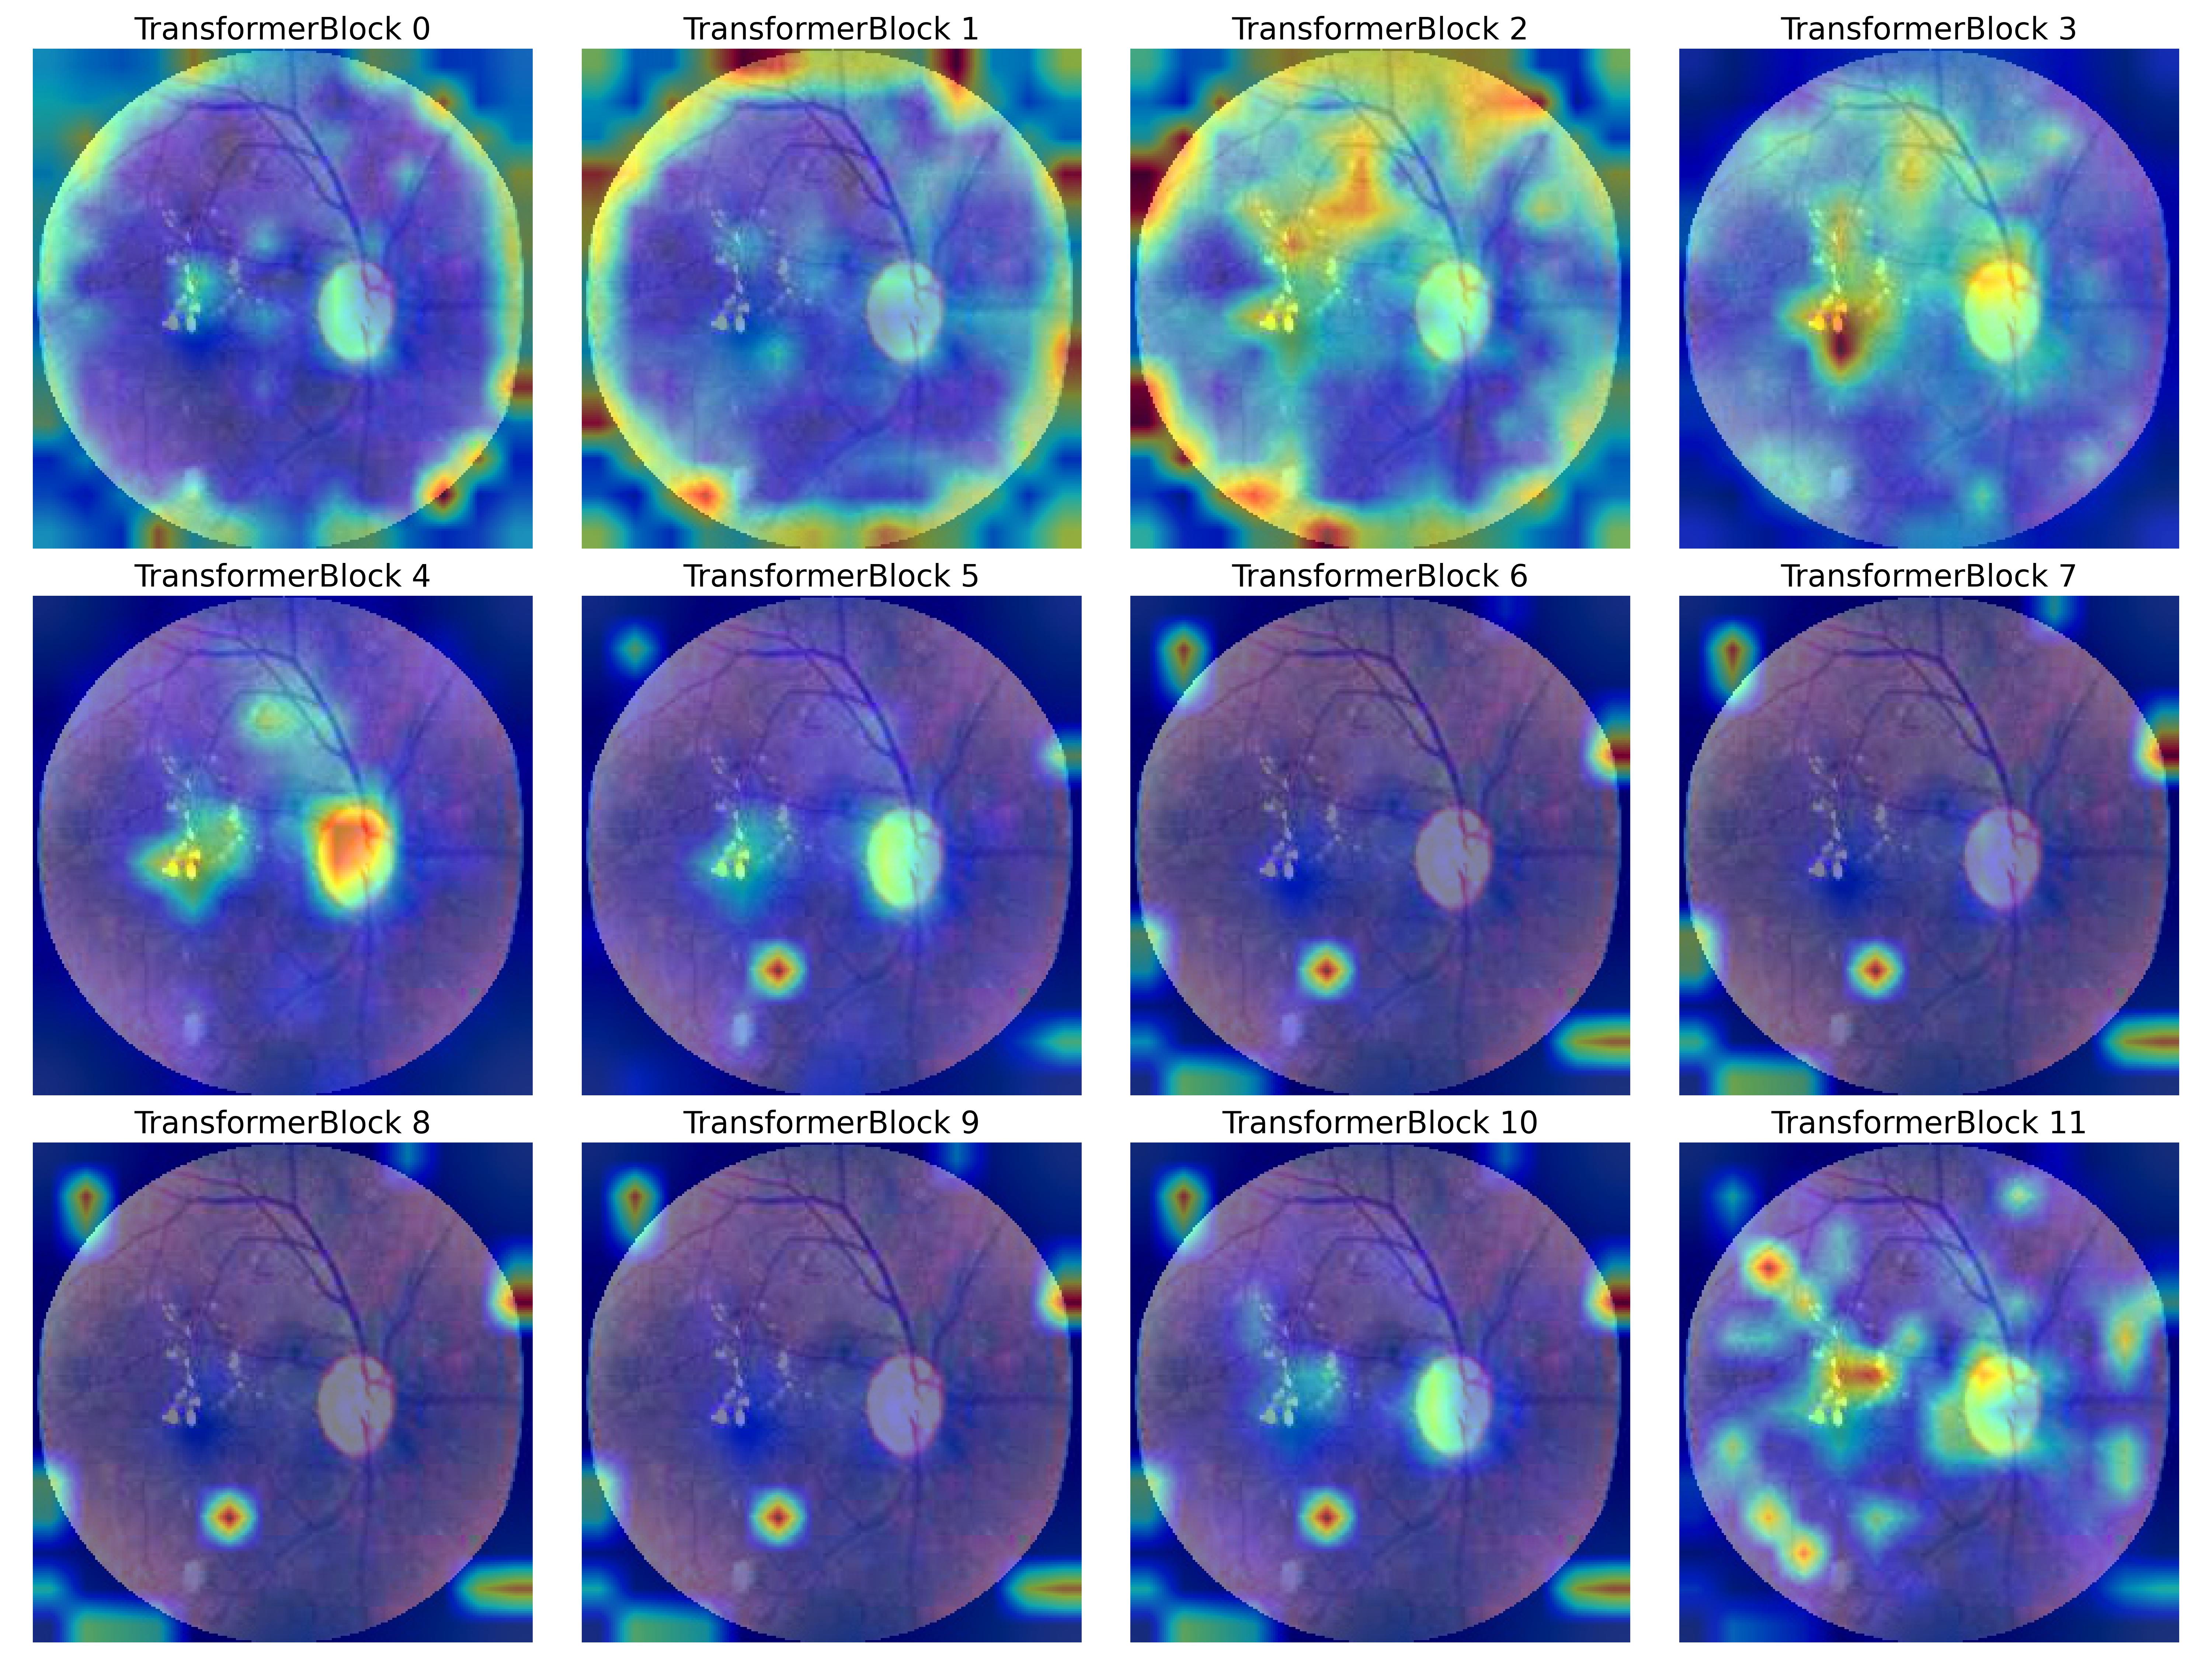 TransformerBlock 0
TransformerBlock 1
TransformerBlock 2
TransformerBlock 3
TransformerBlock 4
TransformerBlock 5
TransformerBlock 6
TransformerBlock 7
TransformerBlock 8
TransformerBlock 9
TransformerBlock 10
TransformerBlock 11